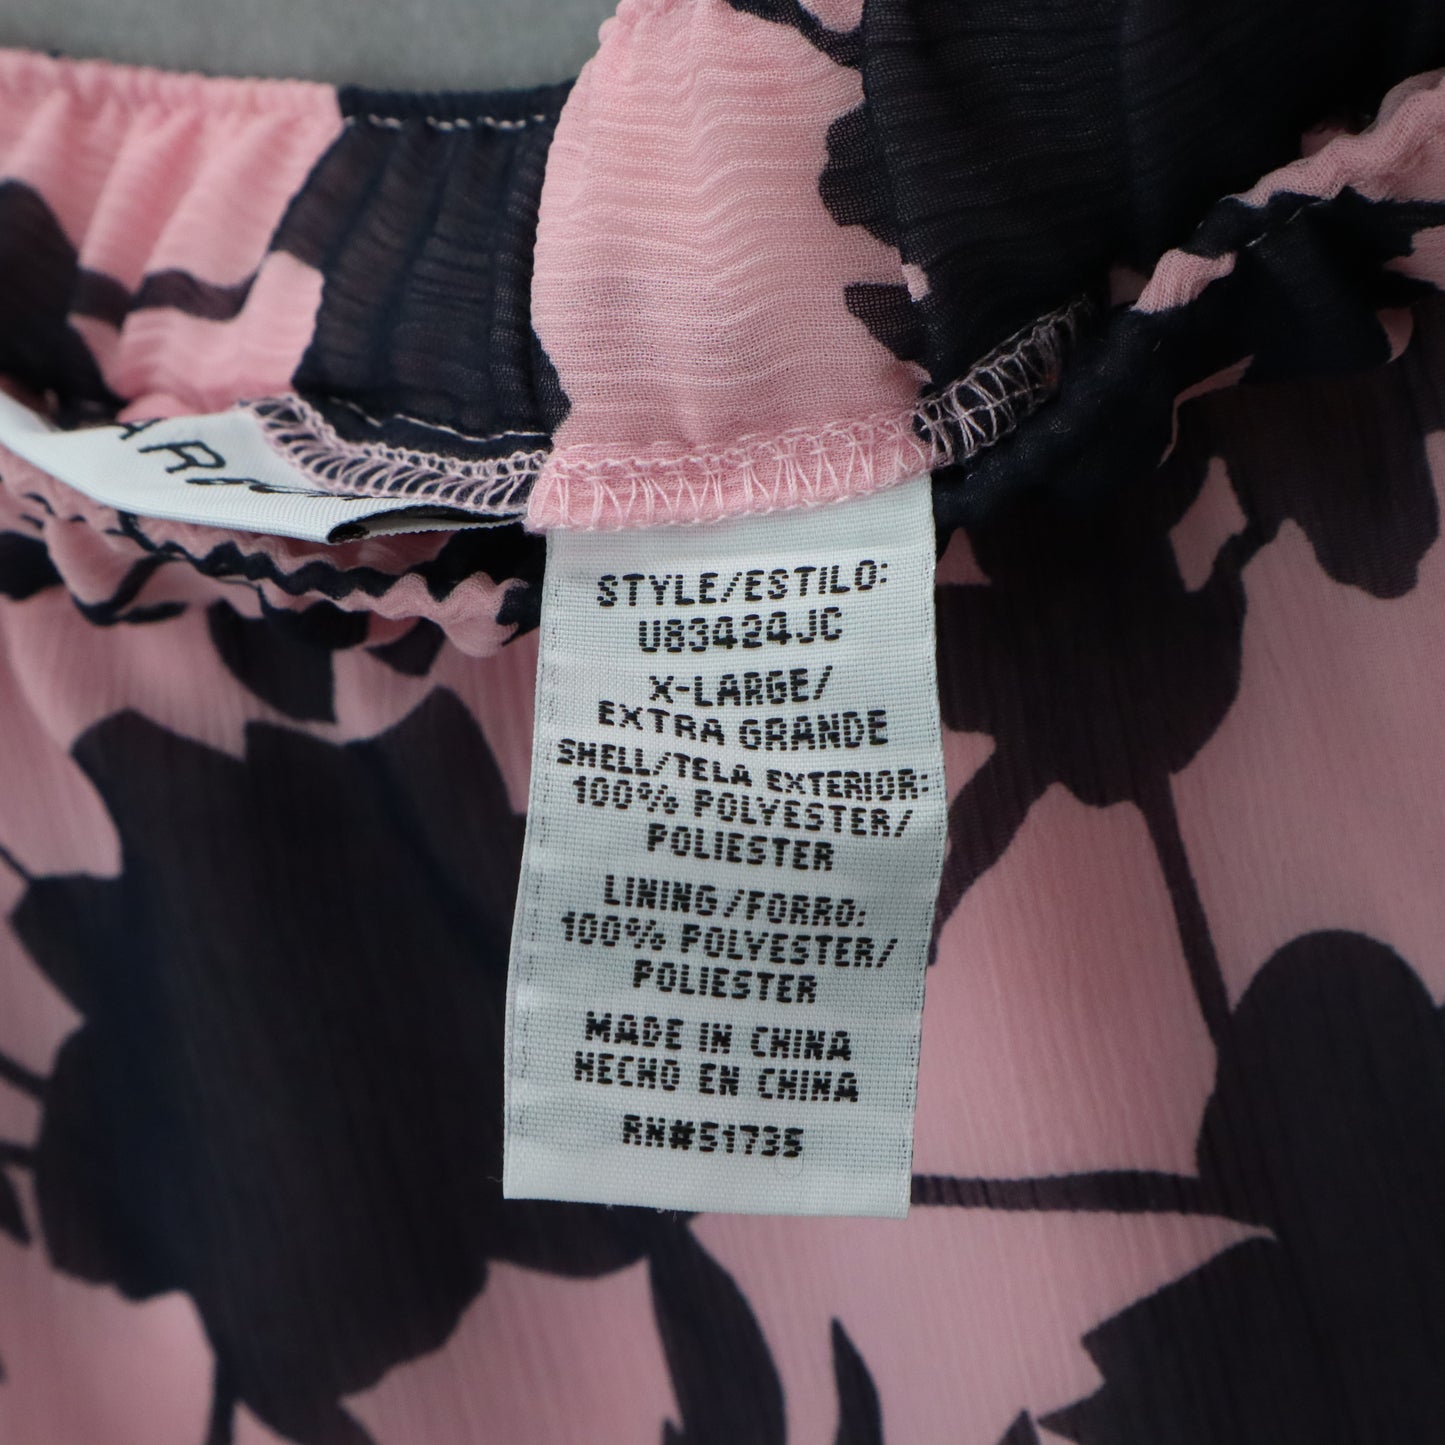 STYLE/ESTILO:
U83424JC
X-LARGE/
EXTRA GRANDE
SHELL/TELA EXTERIOR:
100% POLYESTER/
POLIESTER
LINING/FORRO:
100% POLYESTER/
POLIESTER
MADE IN CHINA
HECHO EN CHINA
RN#51735